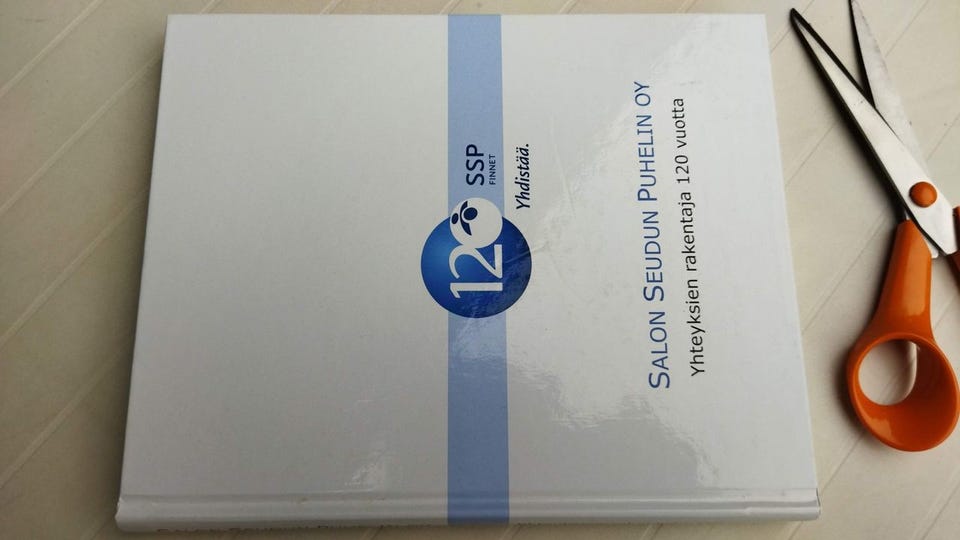 120
SSP
FINNET
Yhdistää.
SALON SEUDUN PUHELIN OY
Yhteyksien rakentaja 120 vuotta